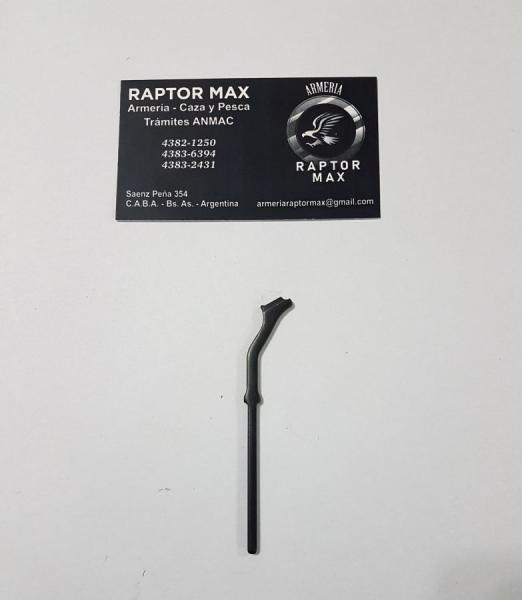 RAPTOR MAX
Armería - Caza y Pesca
Trámites ANMAC
4382-1250
4383-6394
4383-2431
Saenz Peña 354
C.A.B.A. - Bs. As. - Argentina
ARMERIA
RAPTOR
MAX
armeriaraptormax@gmail.com